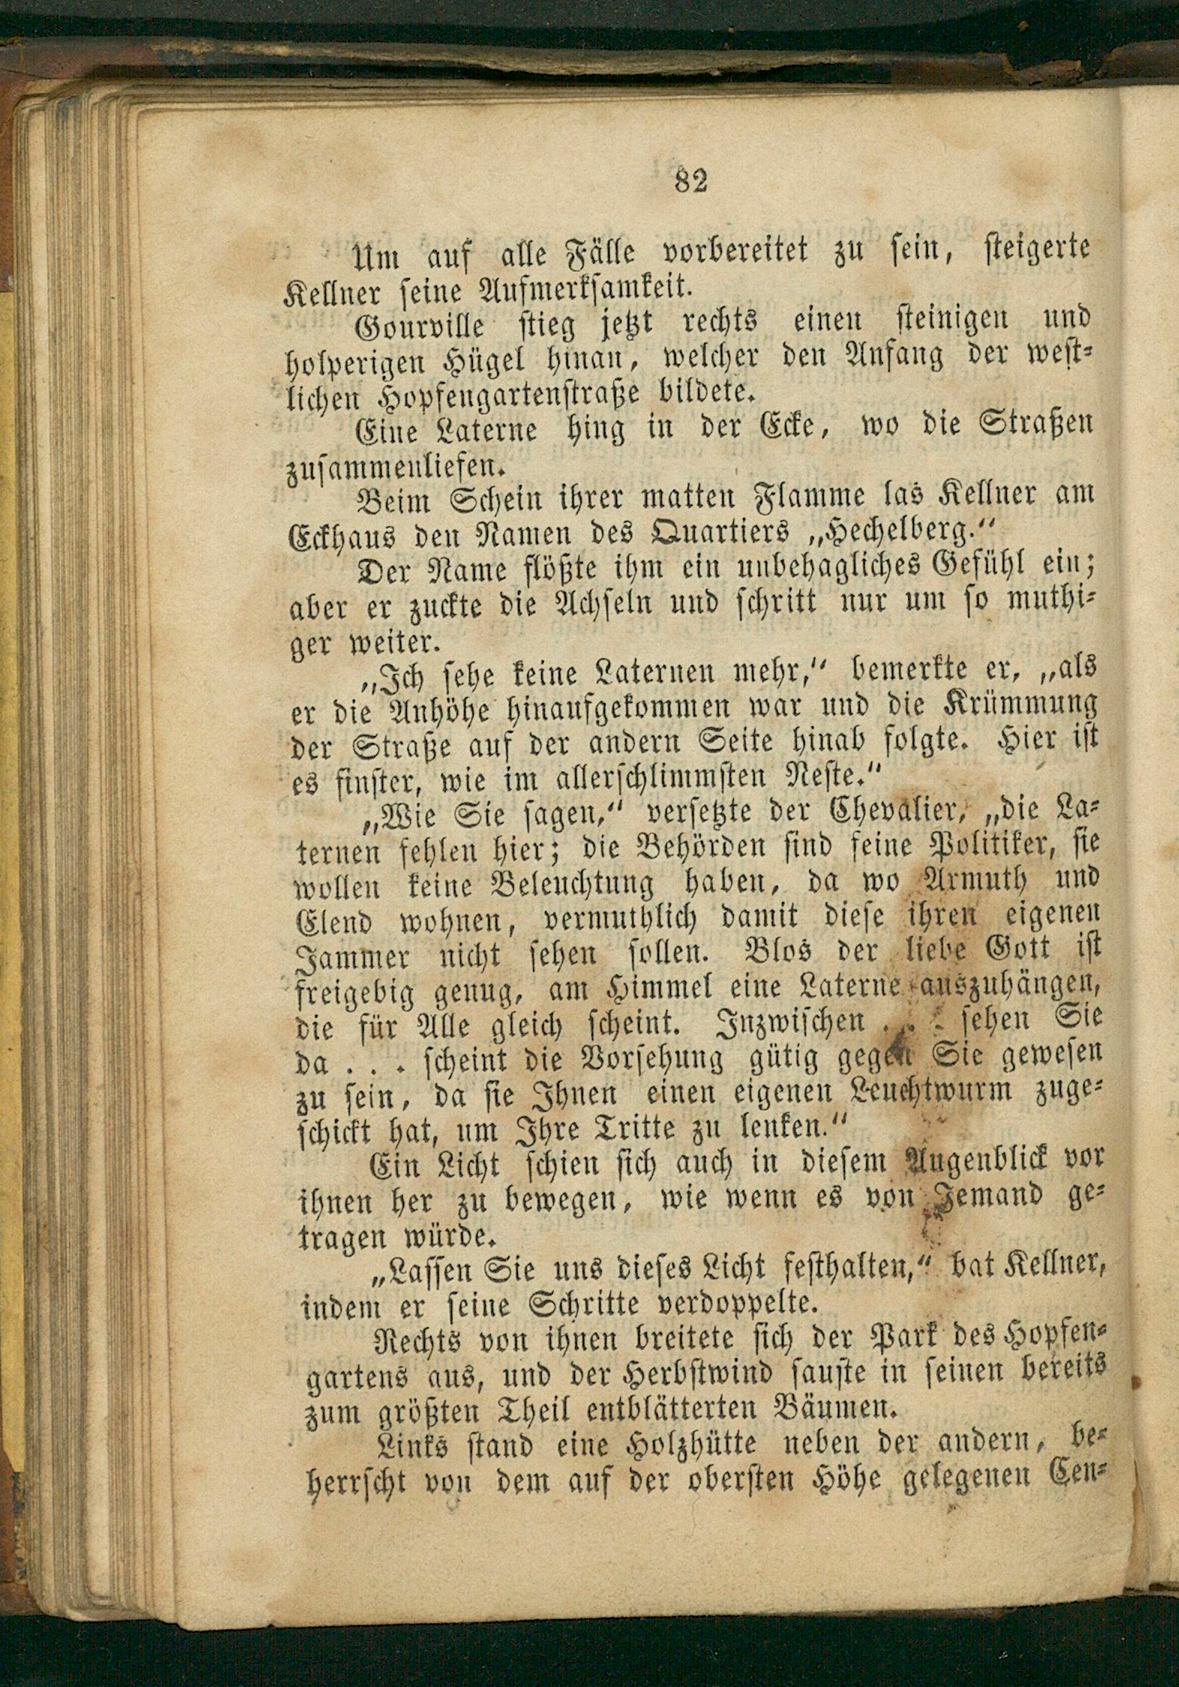 82
Um auf alle Fälle vorbereitet zu sein, steigerte
Kellner seine Aufmerksamkeit.
Gourville stieg jetzt rechts einen steinigen und
holperigen Hügel hinan, welcher den Anfang der west-
lichen Hopfengartenstraße bildete.
Eine Laterne hing in der Ecke, wo die Straßen
zusammenliefen.
Beim Schein ihrer matten Flamme las Kellner am
Eckhaus den Namen des Quartiers „Hechelberg.“
Der Name flößte ihm ein unbehagliches Gefühl ein;
aber er zuckte die Achseln und schritt nur um so muthi-
ger weiter.
„Ich sehe keine Laternen mehr,“ bemerkte er, „als
er die Anhöhe hinaufgekommen war und die Krümmung
der Straße auf der andern Seite hinab folgte. Hier ist
es finster, wie im allerschlimmsten Neste.“
„Wie Sie sagen,“ versetzte der Chevalier, „die La-
ternen fehlen hier; die Behörden sind feine Politiker, sie
wollen keine Beleuchtung haben, da wo Armuth und
Elend wohnen, vermuthlich damit diese ihren eigenen
Jammer nicht sehen sollen. Blos der liebe Gott ist
freigebig genug, am Himmel eine Laterne auszuhängen,
die für Alle gleich scheint. Inzwischen . . . sehen Sie
da . . . scheint die Vorsehung gütig gegen Sie gewesen
zu sein, da sie Ihnen einen eigenen Leuchtwurm zuge-
schickt hat, um Ihre Tritte zu lenken.“
Ein Licht schien sich auch in diesem Augenblick vor
ihnen her zu bewegen, wie wenn es von Jemand ge-
tragen würde.
„Lassen Sie uns dieses Licht festhalten,“ bat Kellner,
indem er seine Schritte verdoppelte.
Rechts von ihnen breitete sich der Park des Hopfen-
gartens aus, und der Herbstwind sauste in seinen bereits
zum größten Theil entblätterten Bäumen.
Links stand eine Holzhütte neben der andern, be-
herrscht von dem auf der obersten Höhe gelegenen Cen-